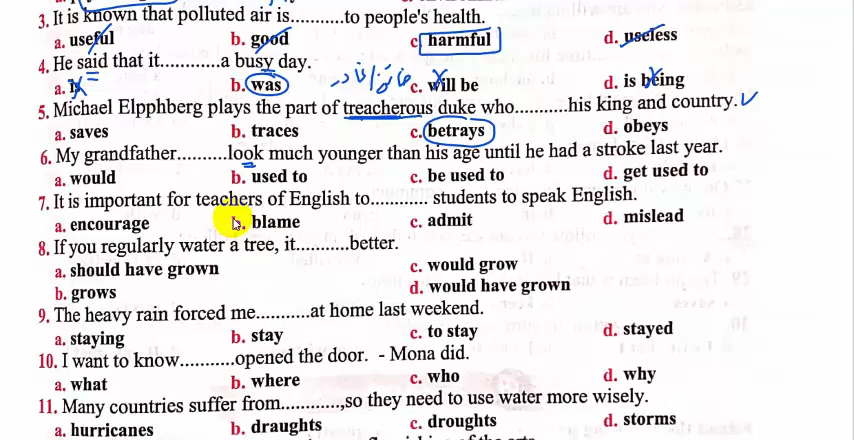 3. It is known that polluted air is............to people's health.
a. useful b. good c. harmful d. useless
4. He said that it............a busy day.
a. is b. was c. will be d. is being
5. Michael Elpphberg plays the part of treacherous duke who..........his king and country.
a. saves b. traces c. betrays d. obeys
6. My grandfather..........look much younger than his age until he had a stroke last year.
a. would b. used to c. be used to d. get used to
7. It is important for teachers of English to........... students to speak English.
a. encourage b. blame c. admit d. mislead
8. If you regularly water a tree, it..........better.
a. should have grown c. would grow
b. grows d. would have grown
9. The heavy rain forced me...........at home last weekend.
a. staying b. stay c. to stay d. stayed
10. I want to know...........opened the door. - Mona did.
a. what b. where c. who d. why
11. Many countries suffer from............,so they need to use water more wisely.
a. hurricanes b. draughts c. droughts d. storms